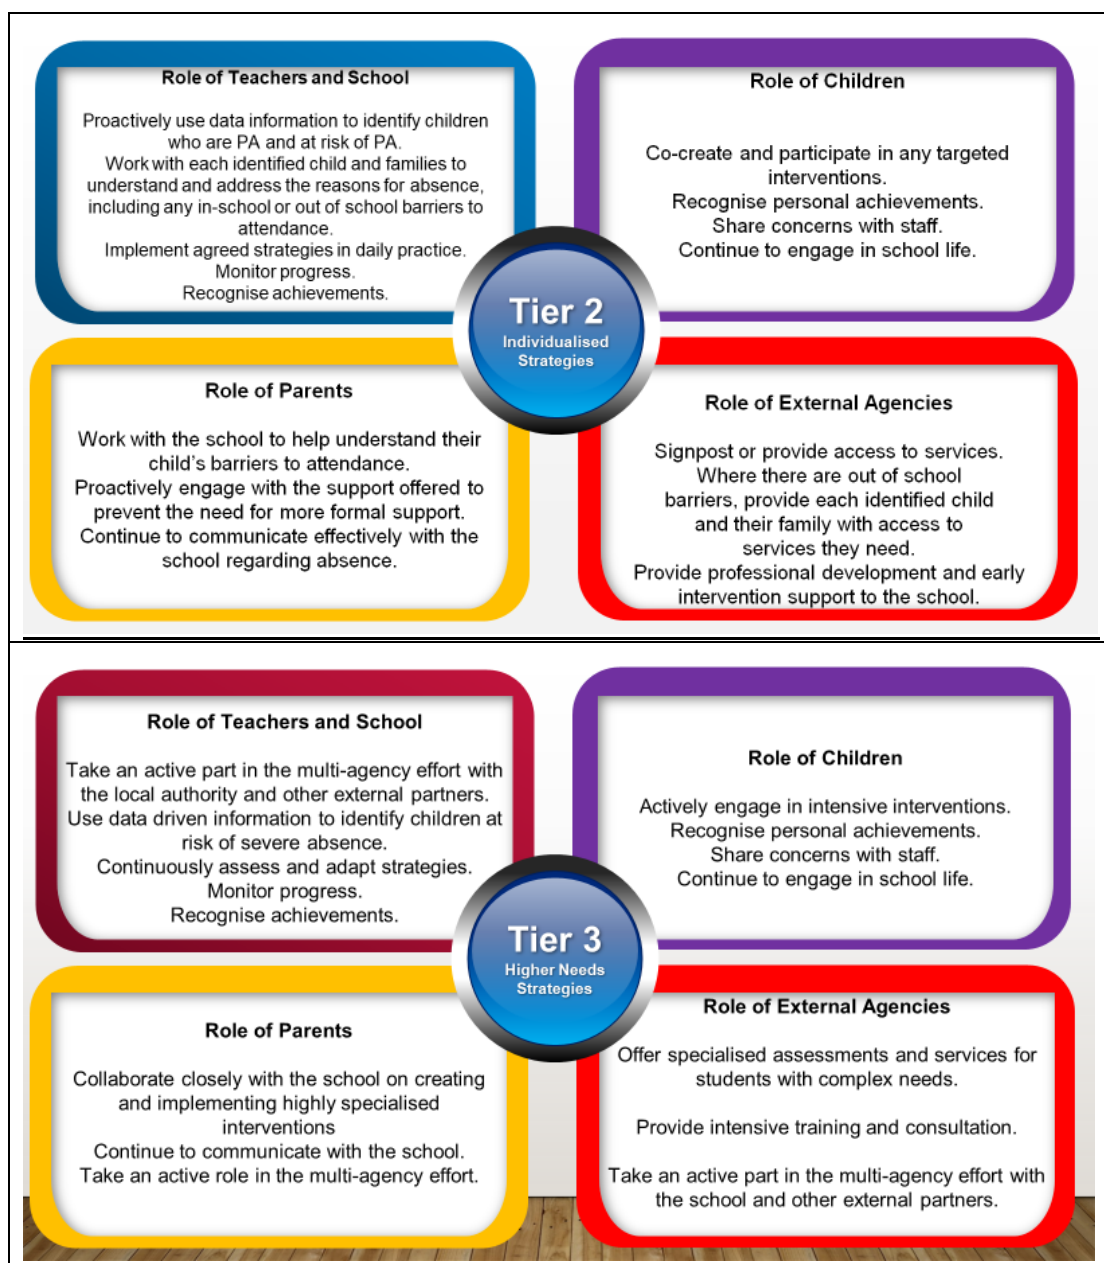 Role of Teachers and School
Proactively use data information to identify children
who are PA and at risk of PA.
Work with each identified child and families to
understand and address the reasons for absence,
including any in-school or out of school barriers to
attendance.
Implement agreed strategies in daily practice.
Monitor progress.
Recognise achievements.
Role of Children
Co-create and participate in any targeted
interventions.
Recognise personal achievements.
Share concerns with staff.
Continue to engage in school life.
Tier 2
Individualised
Strategies
Role of Parents
Work with the school to help understand their
child’s barriers to attendance.
Proactively engage with the support offered to
prevent the need for more formal support.
Continue to communicate effectively with the
school regarding absence.
Role of External Agencies
Signpost or provide access to services.
Where there are out of school
barriers, provide each identified child
and their family with access to
services they need.
Provide professional development and early
intervention support to the school.
Role of Teachers and School
Take an active part in the multi-agency effort with
the local authority and other external partners.
Use data driven information to identify children at
risk of severe absence.
Continuously assess and adapt strategies.
Monitor progress.
Recognise achievements.
Role of Children
Actively engage in intensive interventions.
Recognise personal achievements.
Share concerns with staff.
Continue to engage in school life.
Tier 3
Higher Needs
Strategies
Role of Parents
Collaborate closely with the school on creating
and implementing highly specialised
interventions
Continue to communicate with the school.
Take an active role in the multi-agency effort.
Role of External Agencies
Offer specialised assessments and services for
students with complex needs.
Provide intensive training and consultation.
Take an active part in the multi-agency effort with
the school and other external partners.